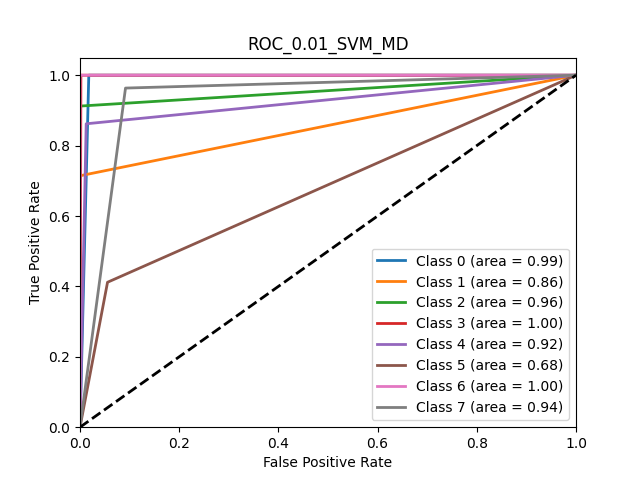 ROC_0.01_SVM_MD
1.0
0.8
0.6
0.4
0.2
0.0
True Positive Rate
Class 0 (area = 0.99)
Class 1 (area = 0.86)
Class 2 (area = 0.96)
Class 3 (area = 1.00)
Class 4 (area = 0.92)
Class 5 (area = 0.68)
Class 6 (area = 1.00)
Class 7 (area = 0.94)
0.0 0.2 0.4 0.6 0.8 1.0
False Positive Rate